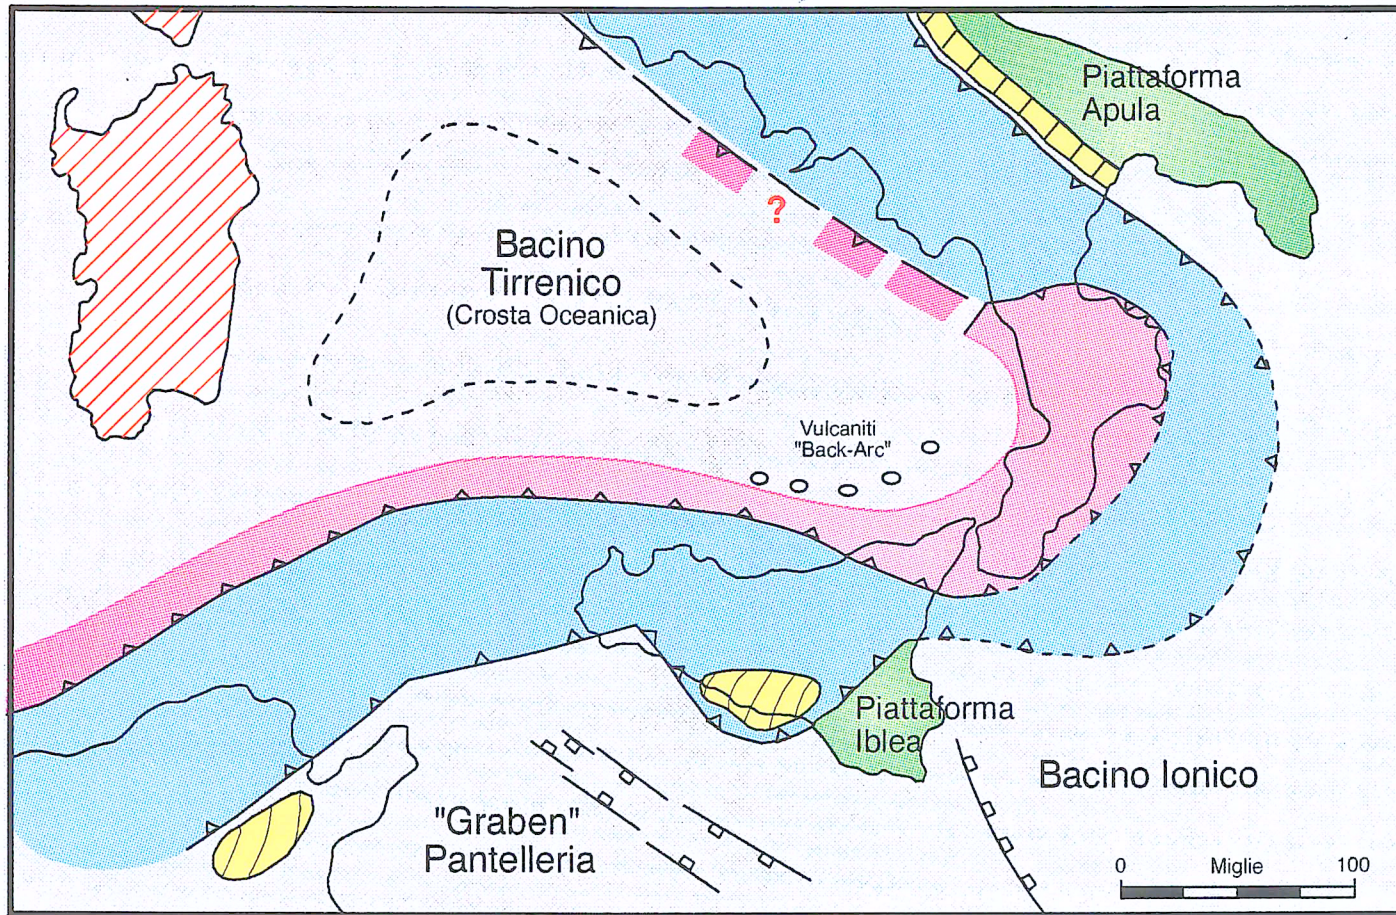 Piattaforma
Apula
?
Bacino
Tirrenico
(Crosta Oceanica)
Vulcaniti
"Back-Arc"
Piattaforma
Iblea
Bacino Ionico
"Graben"
Pantelleria
0 Miglie 100